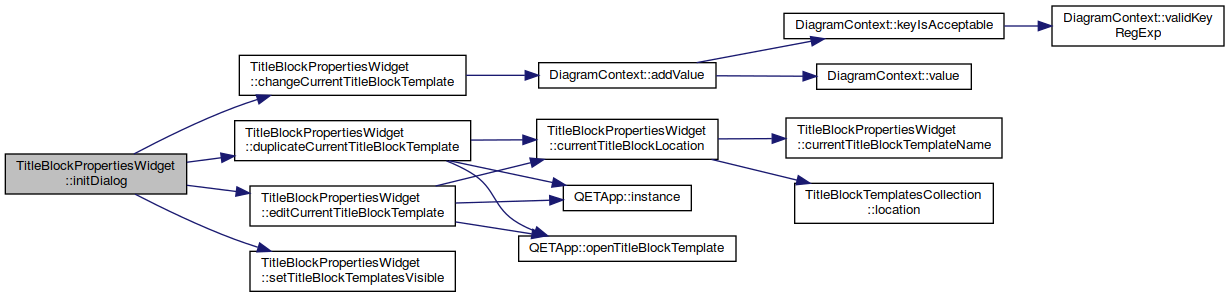 TitleBlockPropertiesWidget
::initDialog
TitleBlockPropertiesWidget
::changeCurrentTitleBlockTemplate
DiagramContext::addValue
DiagramContext::keyIsAcceptable
DiagramContext::validKey
RegExp
DiagramContext::value
TitleBlockPropertiesWidget
::duplicateCurrentTitleBlockTemplate
TitleBlockPropertiesWidget
::currentTitleBlockLocation
TitleBlockPropertiesWidget
::currentTitleBlockTemplateName
TitleBlockTemplatesCollection
::location
QETApp::instance
QETApp::openTitleBlockTemplate
TitleBlockPropertiesWidget
::editCurrentTitleBlockTemplate
TitleBlockPropertiesWidget
::setTitleBlockTemplatesVisible